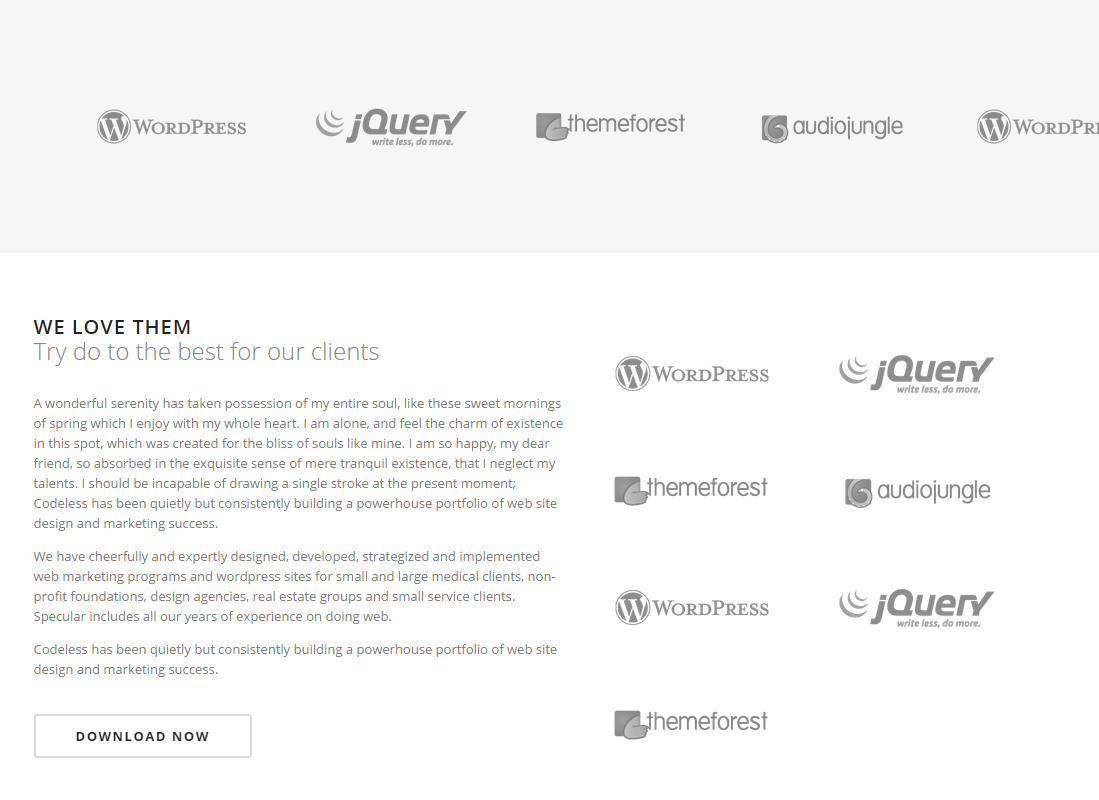 WORDPRESS
jQuery
write less, do more.
themeforest
audiojungle
WORDPR
WE LOVE THEM
Try do to the best for our clients
A wonderful serenity has taken possession of my entire soul, like these sweet mornings
of spring which I enjoy with my whole heart. I am alone, and feel the charm of existence
in this spot, which was created for the bliss of souls like mine. I am so happy, my dear
friend, so absorbed in the exquisite sense of mere tranquil existence, that I neglect my
talents. I should be incapable of drawing a single stroke at the present moment;
Codeless has been quietly but consistently building a powerhouse portfolio of web site
design and marketing success.
We have cheerfully and expertly designed, developed, strategized and implemented
web marketing programs and wordpress sites for small and large medical clients, non-
profit foundations, design agencies, real estate groups and small service clients.
Specular includes all our years of experience on doing web.
Codeless has been quietly but consistently building a powerhouse portfolio of web site
design and marketing success.
DOWNLOAD NOW
WORDPRESS
jQuery
write less, do more.
themeforest
audiojungle
WORDPRESS
jQuery
write less, do more.
themeforest